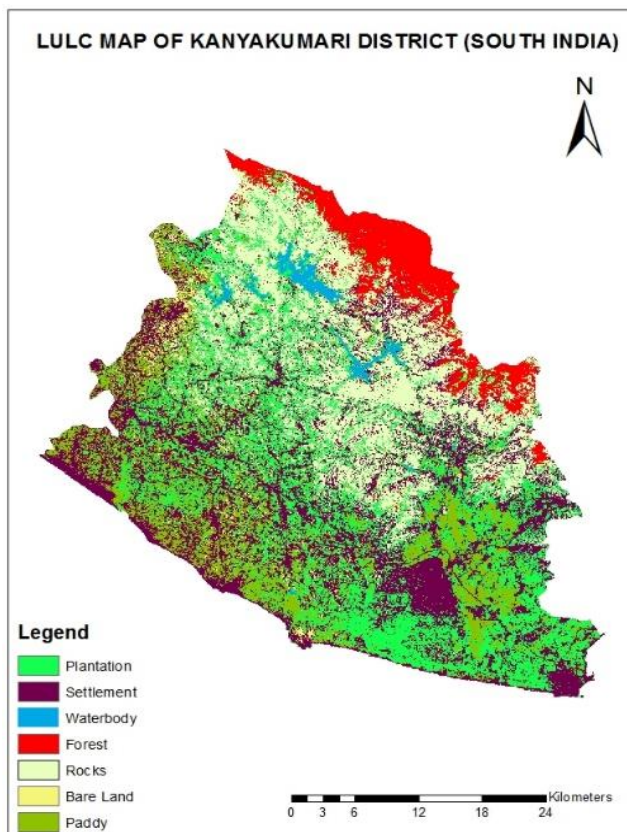 LULC MAP OF KANYAKUMARI DISTRICT (SOUTH INDIA)
N
Legend
Plantation
Settlement
Waterbody
Forest
Rocks
Bare Land
Paddy
Kilometers
0 3 6 12 18 24